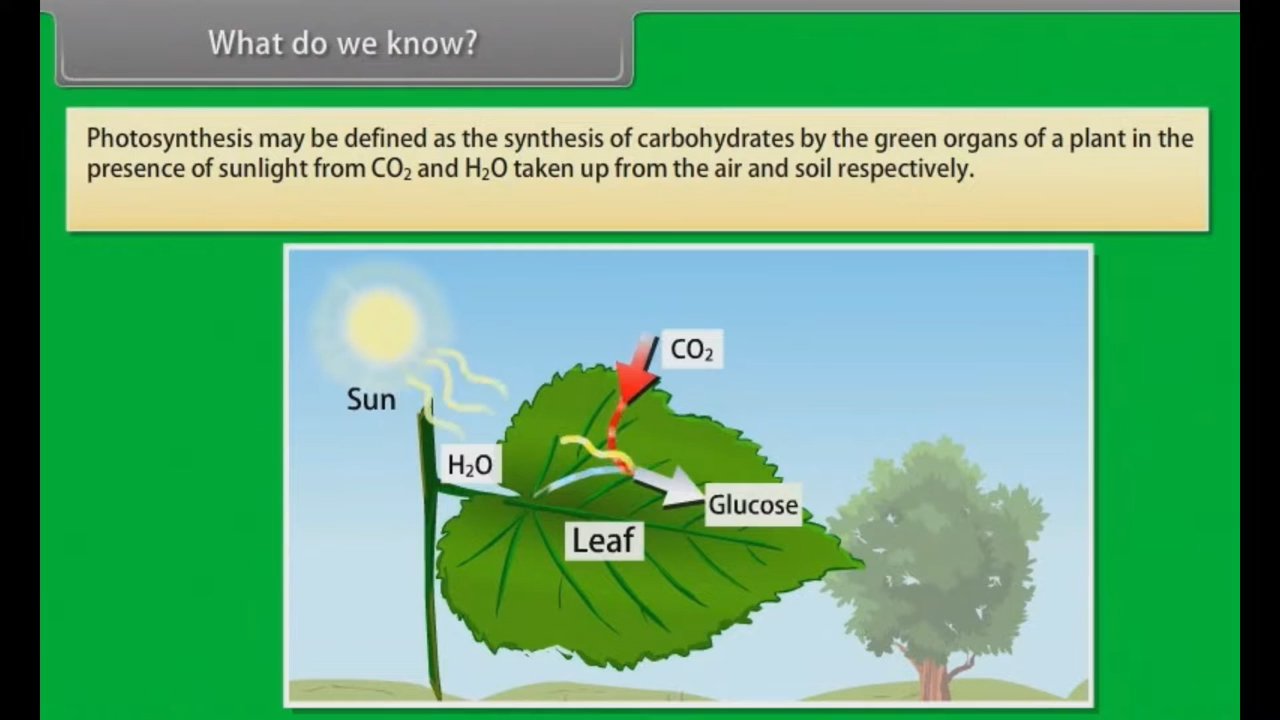 What do we know?
Photosynthesis may be defined as the synthesis of carbohydrates by the green organs of a plant in the
presence of sunlight from CO₂ and H₂O taken up from the air and soil respectively.
CO₂
Sun
H₂O
Glucose
Leaf